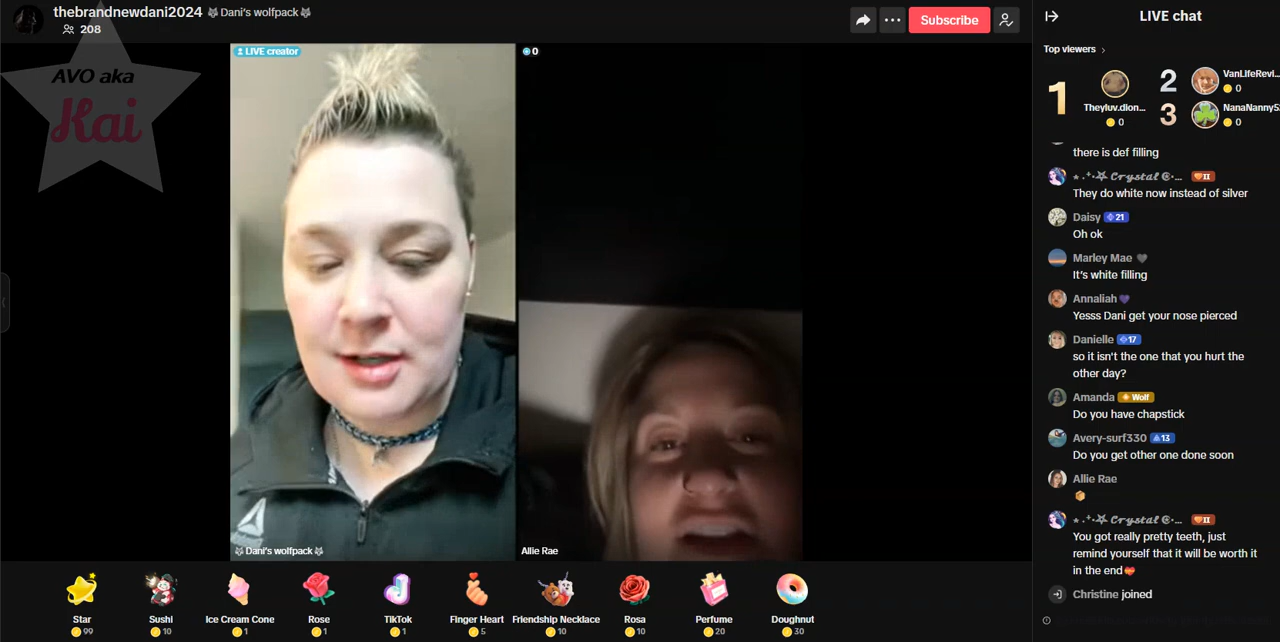 thebrandnewdani2024 🐺Dani's wolfpack🐺
208
Subscribe
AVO aka
Kai
LIVE creator
0
🐺Dani's wolfpack🐺
Allie Rae
Star
99
Sushi
10
Ice Cream Cone
1
Rose
1
TikTok
1
Finger Heart
5
Friendship Necklace
10
Rosa
10
Perfume
20
Doughnut
30
LIVE chat
Top viewers
1
Theyluv.dion...
0
2
VanLifeRevi...
0
3
NanaNannyS
0
there is def filling
Crystal ... II
They do white now instead of silver
Daisy 21
Oh ok
Marley Mae 🖤
It's white filling
Annaliah 💜
Yesss Dani get your nose pierced
Danielle 17
so it isn't the one that you hurt the
other day?
Amanda Wolf
Do you have chapstick
Avery-surf330 13
Do you get other one done soon
Allie Rae
Crystal ... II
You got really pretty teeth, just
remind yourself that it will be worth it
in the end
Christine joined